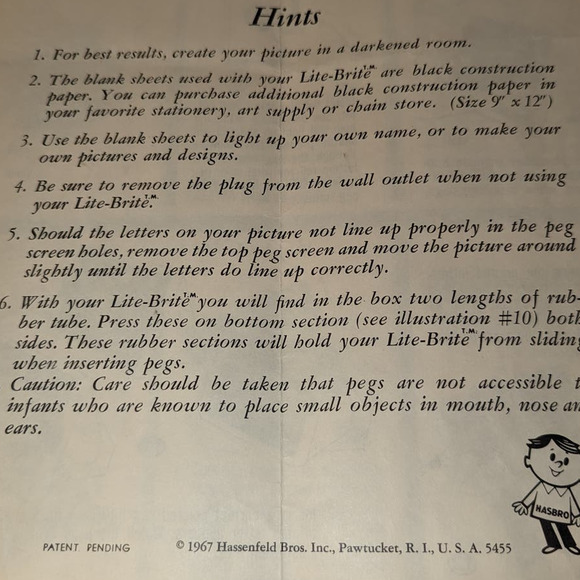 Hints
1. For best results, create your picture in a darkened room.
2. The blank sheets used with your Lite-Brite T.M. are black construction
paper. You can purchase additional black construction paper in
your favorite stationery, art supply or chain store. (Size 9" x 12")
3. Use the blank sheets to light up your own name, or to make your
own pictures and designs.
4. Be sure to remove the plug from the wall outlet when not using
your Lite-Brite T.M.
5. Should the letters on your picture not line up properly in the peg
screen holes, remove the top peg screen and move the picture around
slightly until the letters do line up correctly.
6. With your Lite-Brite T.M. you will find in the box two lengths of rub-
ber tube. Press these on bottom section (see illustration #10) both
sides. These rubber sections will hold your Lite-Brite T.M. from sliding
when inserting pegs.
Caution: Care should be taken that pegs are not accessible t
infants who are known to place small objects in mouth, nose an
ears.
HASBRO
PATENT PENDING © 1967 Hassenfeld Bros. Inc., Pawtucket, R. I., U. S. A. 5455